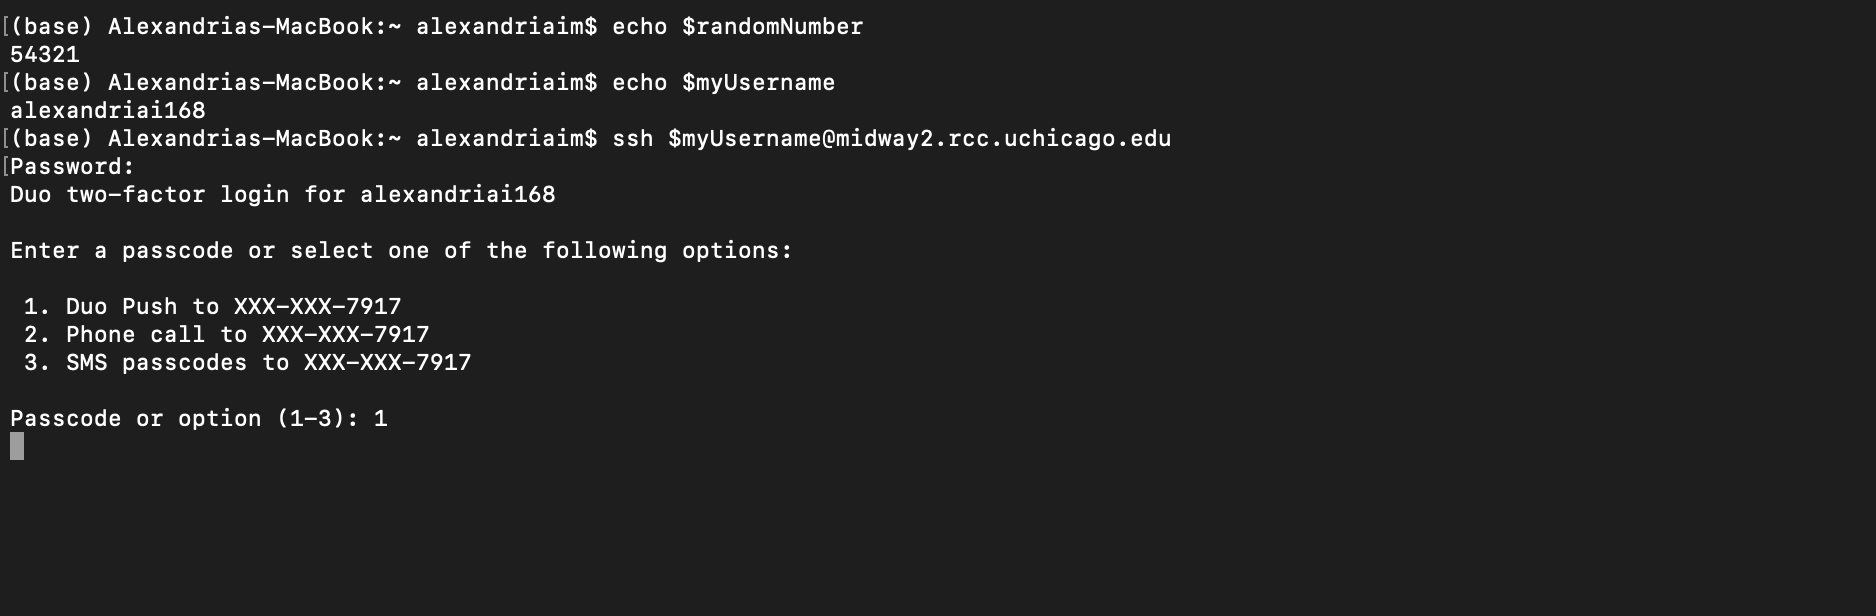 [(base) Alexandrias-MacBook:~ alexandriaim$ echo $randomNumber
54321
[(base) Alexandrias-MacBook:~ alexandriaim$ echo $myUsername
alexandriai168
[(base) Alexandrias-MacBook:~ alexandriaim$ ssh $myUsername@midway2.rcc.uchicago.edu
[Password:
Duo two-factor login for alexandriai168
Enter a passcode or select one of the following options:
1. Duo Push to XXX-XXX-7917
2. Phone call to XXX-XXX-7917
3. SMS passcodes to XXX-XXX-7917
Passcode or option (1-3): 1